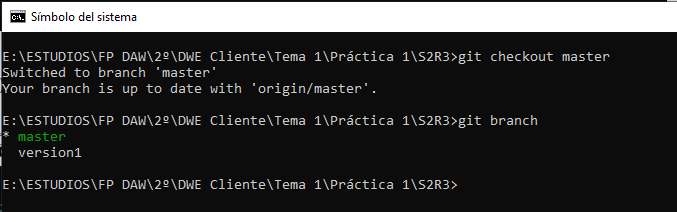 Símbolo del sistema
E:\ESTUDIOS\FP DAW\2º\DWE Cliente\Tema 1\Práctica 1\S2R3>git checkout master
Switched to branch 'master'
Your branch is up to date with 'origin/master'.
E:\ESTUDIOS\FP DAW\2º\DWE Cliente\Tema 1\Práctica 1\S2R3>git branch
* master
  version1
E:\ESTUDIOS\FP DAW\2º\DWE Cliente\Tema 1\Práctica 1\S2R3>